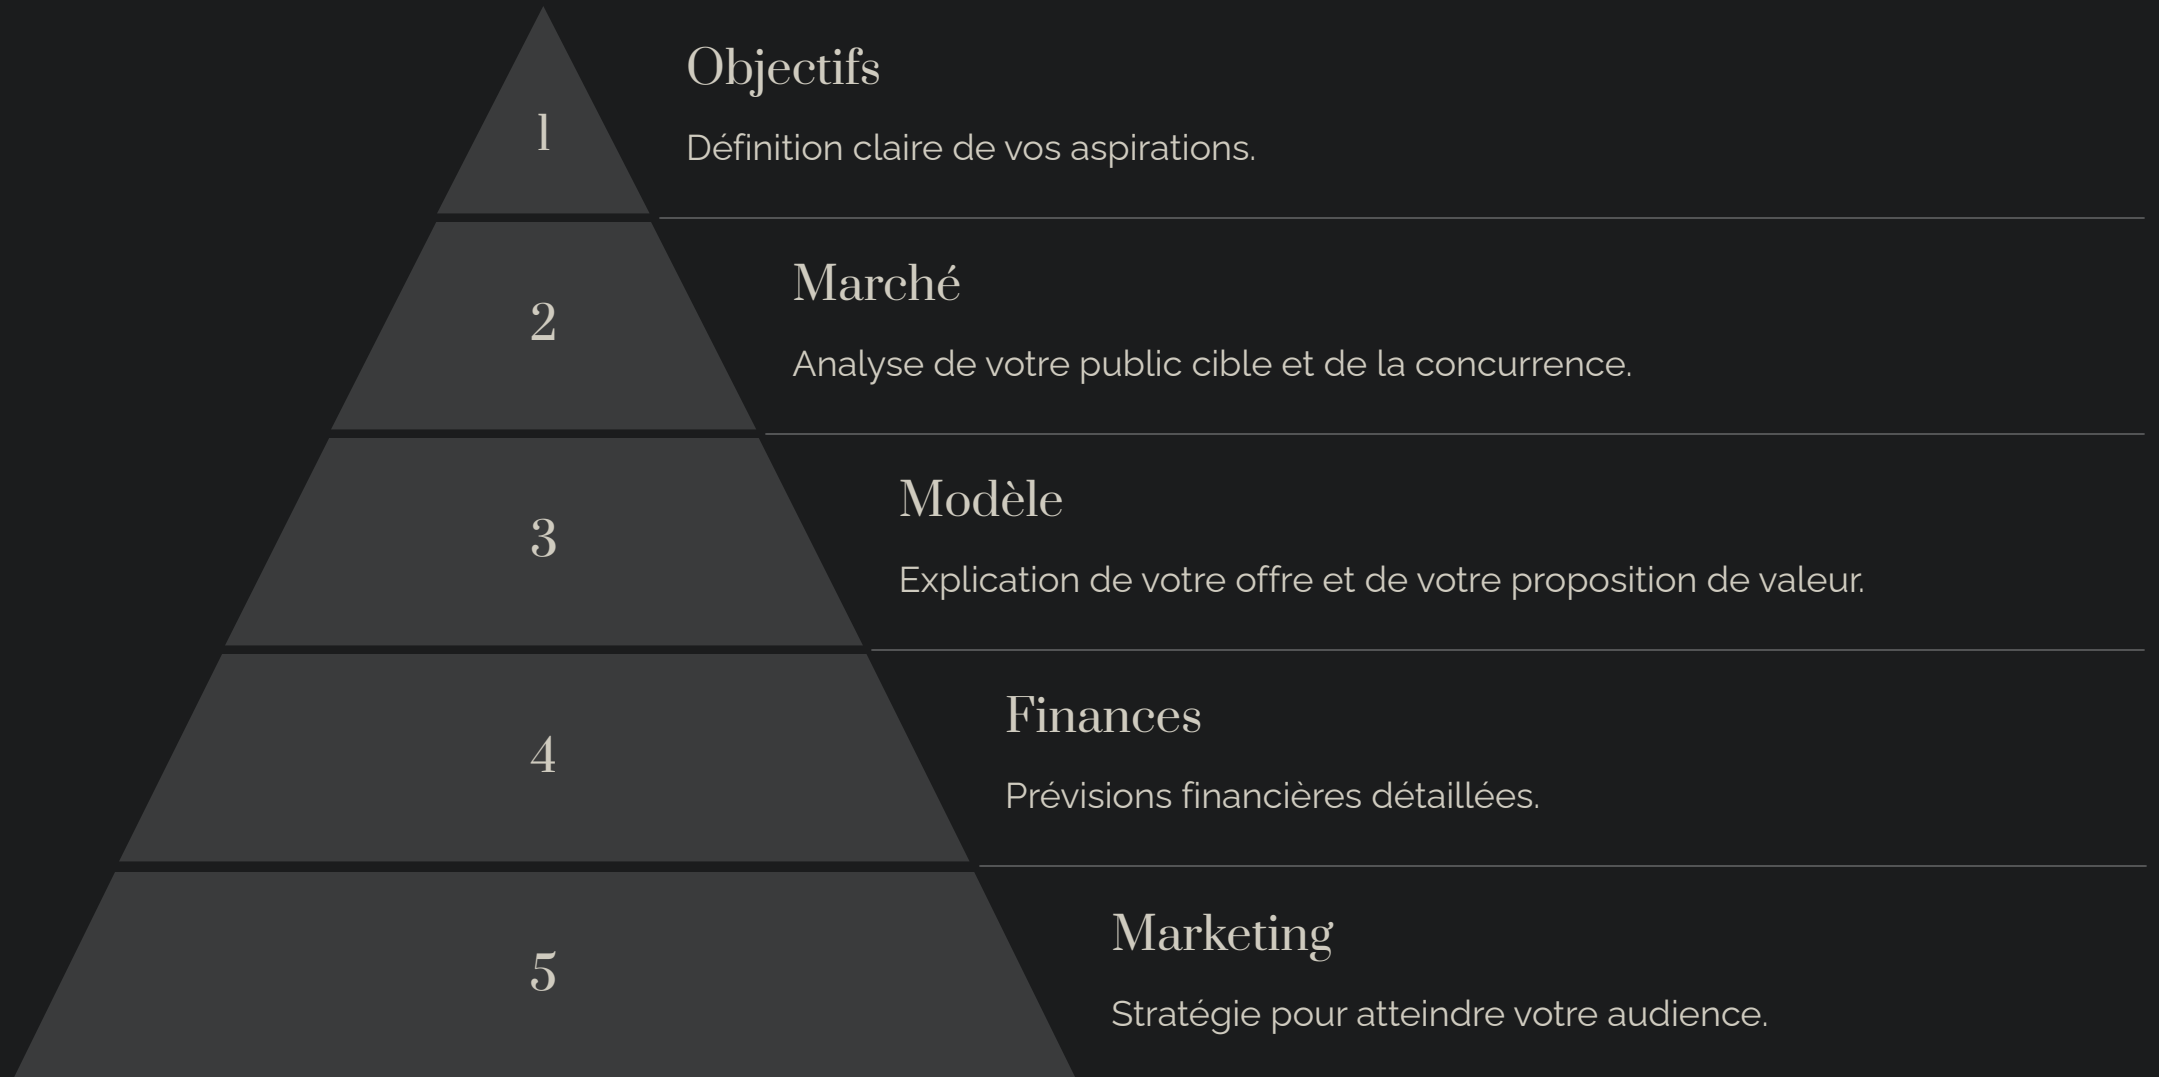 1
Objectifs
Définition claire de vos aspirations.
2
Marché
Analyse de votre public cible et de la concurrence.
3
Modèle
Explication de votre offre et de votre proposition de valeur.
4
Finances
Prévisions financières détaillées.
5
Marketing
Stratégie pour atteindre votre audience.